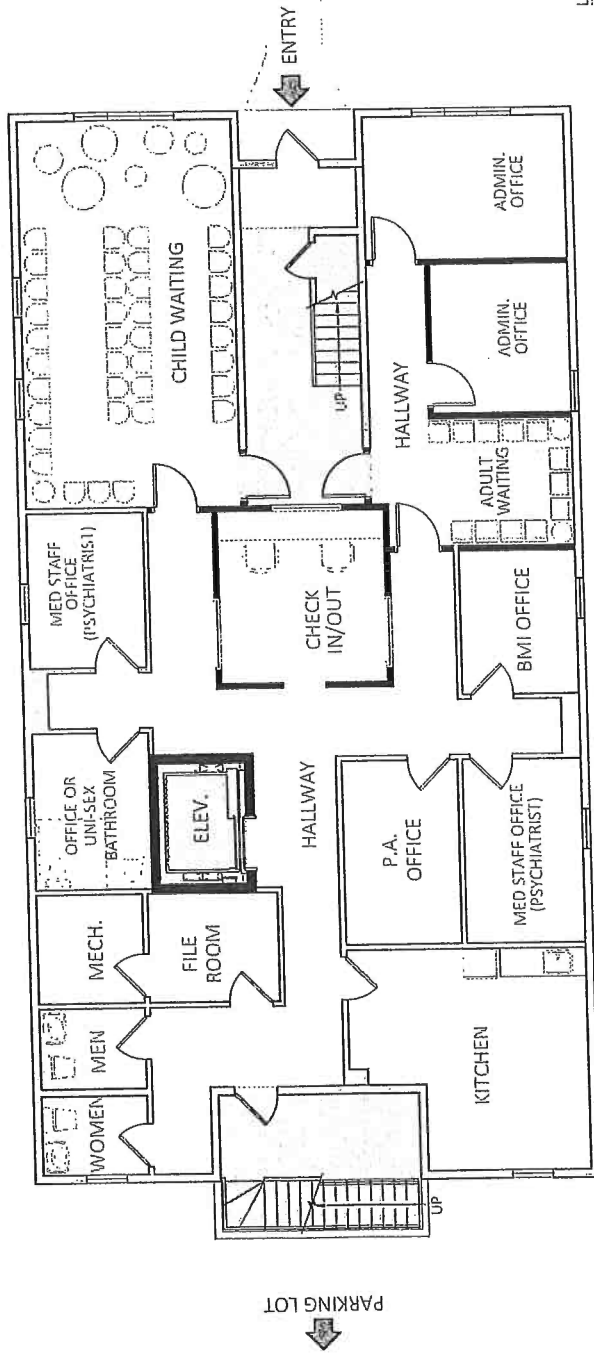 ENTRY
CHILD WAITING
UP
ADMIN.
OFFICE
ADMIN.
OFFICE
HALLWAY
ADULT
WAITING
MED STAFF
OFFICE
(PSYCHIATRIST)
CHECK
IN/OUT
BMI OFFICE
OFFICE OR
UNI-SEX
BATHROOM
ELEV.
HALLWAY
P.A.
OFFICE
MED STAFF OFFICE
(PSYCHIATRIST)
MECH.
FILE
ROOM
MEN
WOMEN
KITCHEN
UP
PARKING LOT